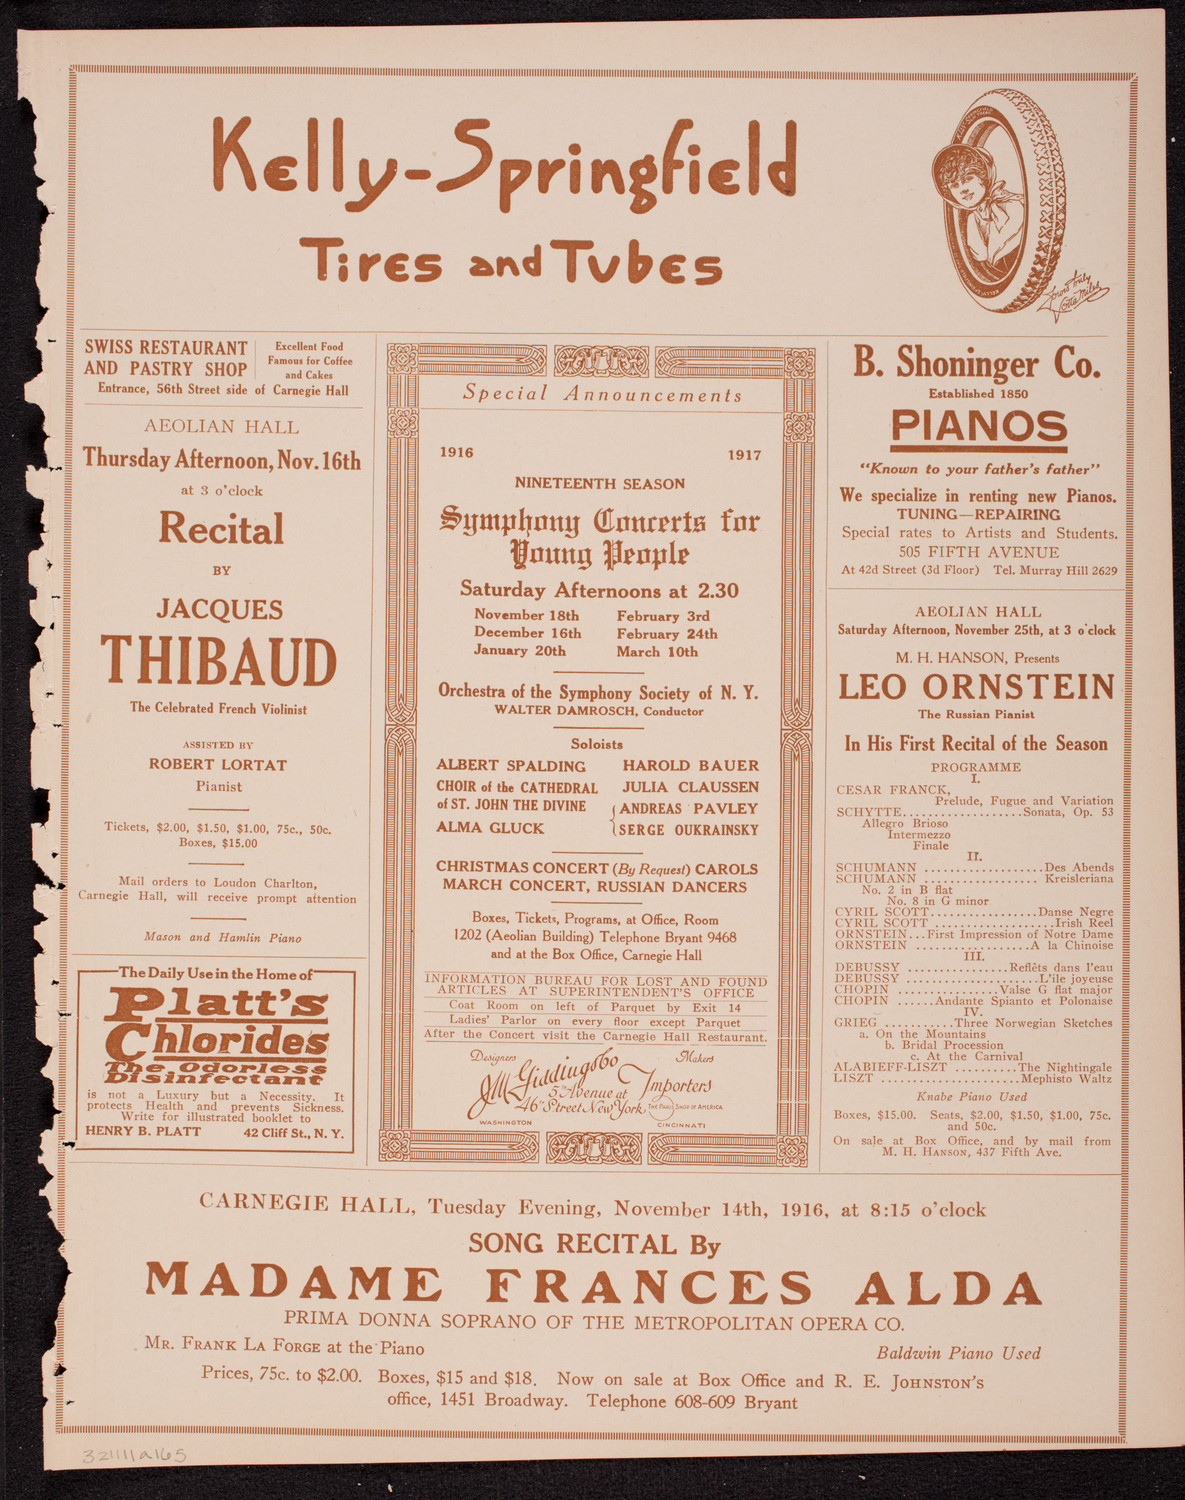 Kelly-Springfield
Tires and Tubes
KELLY SPRINGFIELD
Yours truly
Lotta Miles
SWISS RESTAURANT
AND PASTRY SHOP
Excellent Food
Famous for Coffee
and Cakes
Entrance, 56th Street side of Carnegie Hall
AEOLIAN HALL
Thursday Afternoon, Nov. 16th
at 3 o'clock
Recital
BY
JACQUES
THIBAUD
The Celebrated French Violinist
ASSISTED BY
ROBERT LORTAT
Pianist
Tickets, $2.00, $1.50, $1.00, 75c., 50c.
Boxes, $15.00
Mail orders to Loudon Charlton,
Carnegie Hall, will receive prompt attention
Mason and Hamlin Piano
The Daily Use in the Home of
Platt's
Chlorides
The Odorless
Disinfectant
is not a Luxury but a Necessity. It
protects Health and prevents Sickness.
Write for illustrated booklet to
HENRY B. PLATT 42 Cliff St., N. Y.
Special Announcements
1916 1917
NINETEENTH SEASON
Symphony Concerts for
Young People
Saturday Afternoons at 2.30
November 18th February 3rd
December 16th February 24th
January 20th March 10th
Orchestra of the Symphony Society of N. Y.
WALTER DAMROSCH, Conductor
Soloists
ALBERT SPALDING HAROLD BAUER
CHOIR of the CATHEDRAL JULIA CLAUSSEN
of ST. JOHN THE DIVINE ANDREAS PAVLEY
ALMA GLUCK SERGE OUKRAINSKY
CHRISTMAS CONCERT (By Request) CAROLS
MARCH CONCERT, RUSSIAN DANCERS
Boxes, Tickets, Programs, at Office, Room
1202 (Aeolian Building) Telephone Bryant 9468
and at the Box Office, Carnegie Hall
INFORMATION BUREAU FOR LOST AND FOUND
ARTICLES AT SUPERINTENDENT'S OFFICE
Coat Room on left of Parquet by Exit 14
Ladies' Parlor on every floor except Parquet
After the Concert visit the Carnegie Hall Restaurant.
Designers Makers
J.M. Giddings & Co
Importers
5th Avenue at
46th Street New York
THE PARIS SHOP OF AMERICA
WASHINGTON CINCINNATI
B. Shoninger Co.
Established 1850
PIANOS
"Known to your father's father"
We specialize in renting new Pianos.
TUNING—REPAIRING
Special rates to Artists and Students.
505 FIFTH AVENUE
At 42d Street (3d Floor) Tel. Murray Hill 2629
AEOLIAN HALL
Saturday Afternoon, November 25th, at 3 o'clock
M. H. HANSON, Presents
LEO ORNSTEIN
The Russian Pianist
In His First Recital of the Season
PROGRAMME
I.
CESAR FRANCK,
Prelude, Fugue and Variation
SCHYTTE..................Sonata, Op. 53
Allegro Brioso
Intermezzo
Finale
II.
SCHUMANN ..................Des Abends
SCHUMANN ................. Kreisleriana
No. 2 in B flat
No. 8 in G minor
CYRIL SCOTT................Danse Negre
CYRIL SCOTT ..................Irish Reel
ORNSTEIN...First Impression of Notre Dame
ORNSTEIN .................A la Chinoise
III.
DEBUSSY ...............Reflêts dans l'eau
DEBUSSY ....................L'ile joyeuse
CHOPIN .................Valse G flat major
CHOPIN ......Andante Spianto et Polonaise
IV.
GRIEG ...........Three Norwegian Sketches
a. On the Mountains
b. Bridal Procession
c. At the Carnival
ALABIEFF-LISZT ..........The Nightingale
LISZT .....................Mephisto Waltz
Knabe Piano Used
Boxes, $15.00. Seats, $2.00, $1.50, $1.00, 75c.
and 50c.
On sale at Box Office, and by mail from
M. H. HANSON, 437 Fifth Ave.
CARNEGIE HALL, Tuesday Evening, November 14th, 1916, at 8:15 o'clock
SONG RECITAL By
MADAME FRANCES ALDA
PRIMA DONNA SOPRANO OF THE METROPOLITAN OPERA CO.
MR. FRANK LA FORGE at the Piano
Baldwin Piano Used
Prices, 75c. to $2.00. Boxes, $15 and $18. Now on sale at Box Office and R. E. JOHNSTON'S
office, 1451 Broadway. Telephone 608-609 Bryant
321111a165